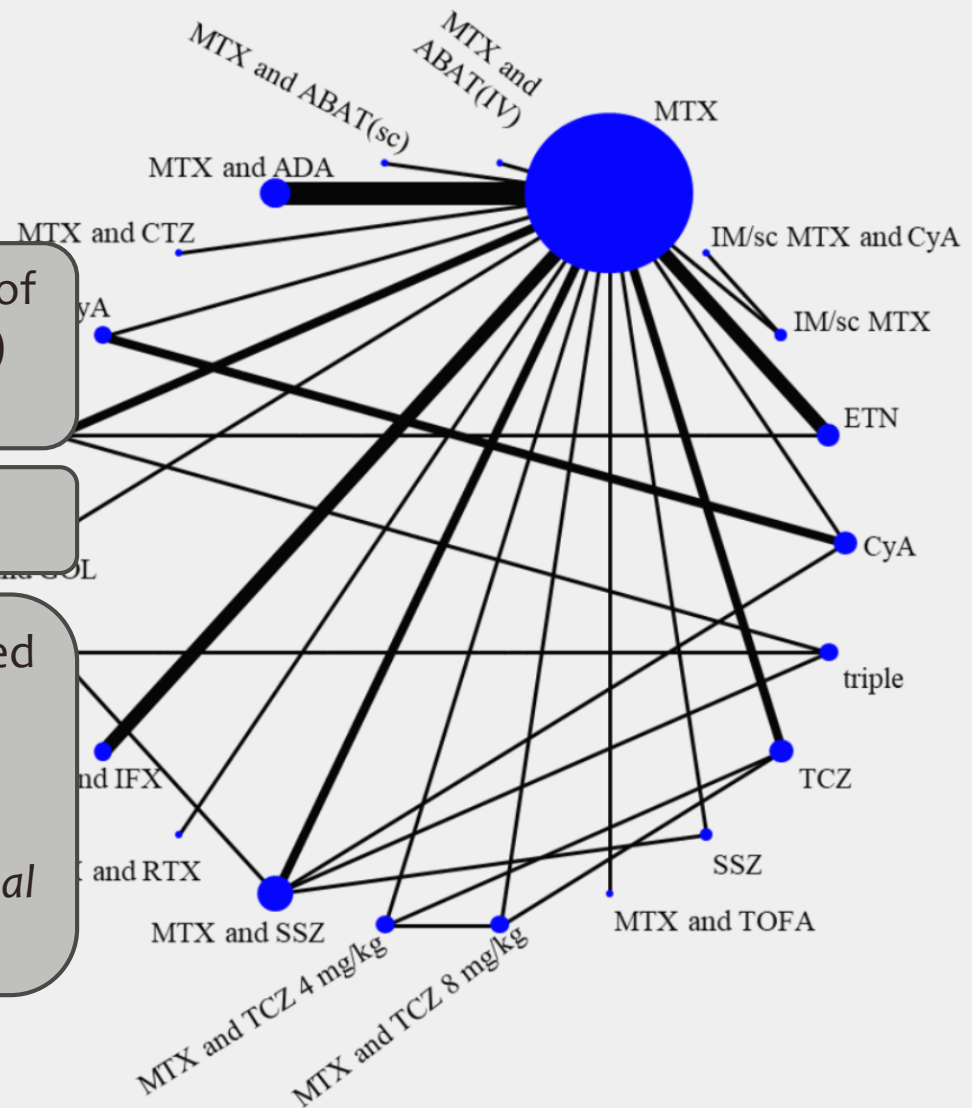 MTX and
ABAT(IV)
MTX and ABAT(sc)
MTX
MTX and ADA
MTX and CTZ
IM/sc MTX and CyA
of
)
yA
IM/sc MTX
ETN
CyA
GOL
ed
triple
nd IFX
TCZ
and RTX
SSZ
al
MTX and SSZ
MTX and TOFA
MTX and TCZ 4 mg/kg
MTX and TCZ 8 mg/kg